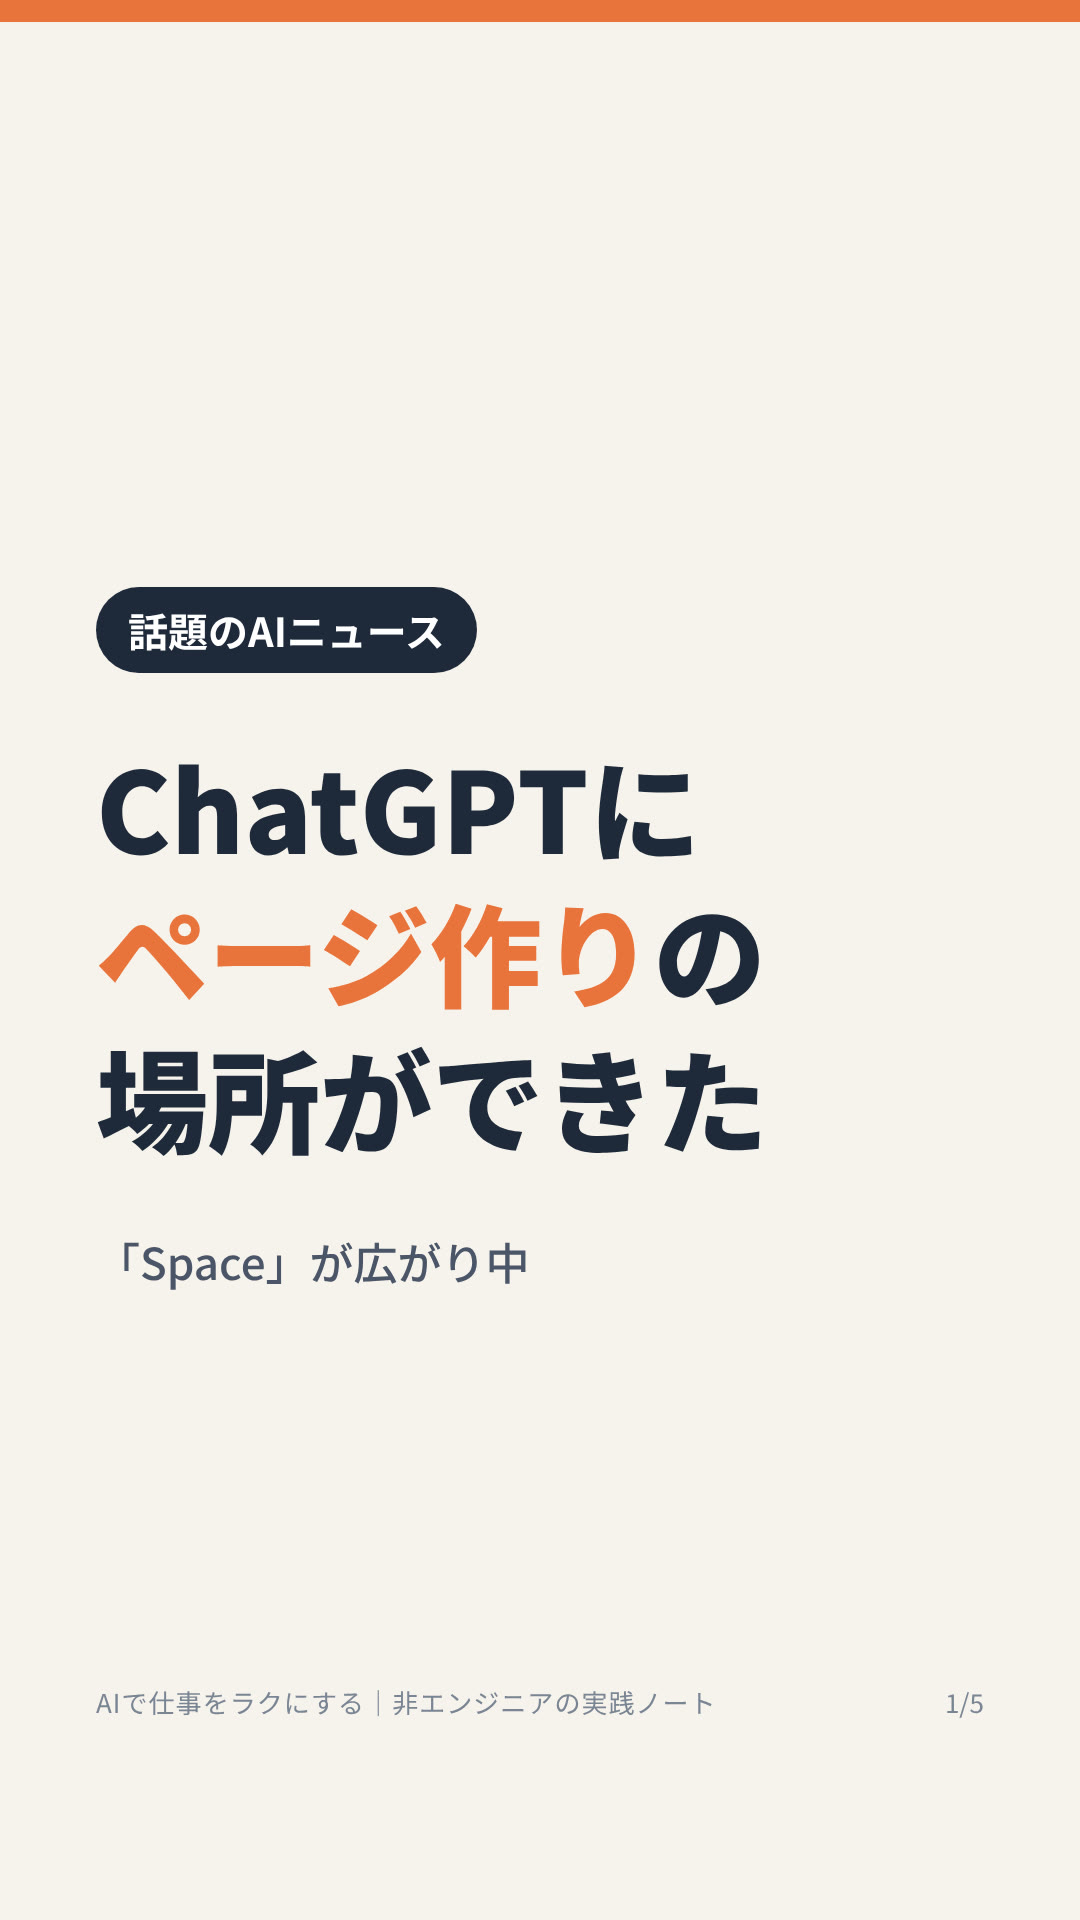 話題のAIニュース
ChatGPTに
ページ作りの
場所ができた
「Space」が広がり中
AIで仕事をラクにする｜非エンジニアの実践ノート
1/5